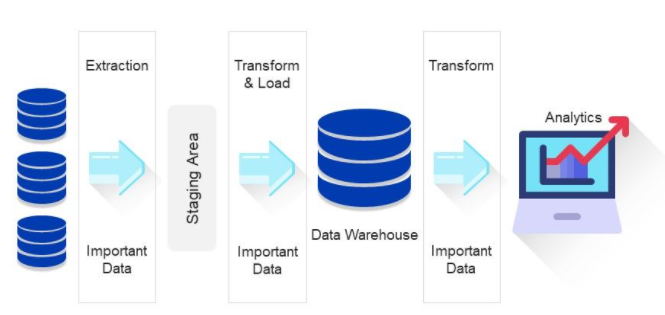 Extraction
Important
Data
Staging Area
Transform
& Load
Important
Data
Data Warehouse
Transform
Important
Data
Analytics